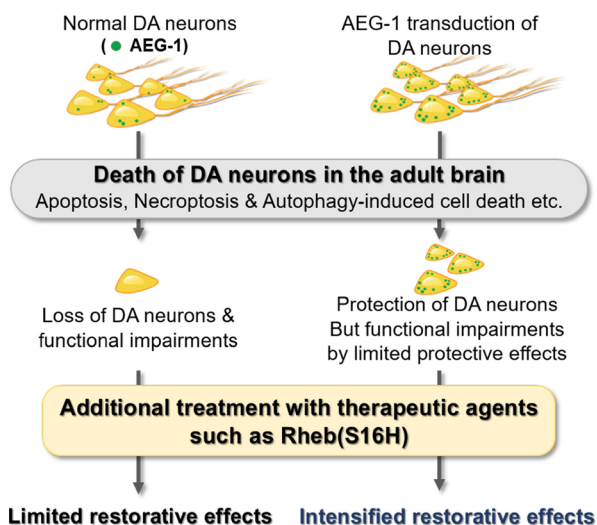 Normal DA neurons
( ● AEG-1)
AEG-1 transduction of
DA neurons
Death of DA neurons in the adult brain
Apoptosis, Necroptosis & Autophagy-induced cell death etc.
Loss of DA neurons &
functional impairments
Protection of DA neurons
But functional impairments
by limited protective effects
Additional treatment with therapeutic agents
such as Rheb(S16H)
Limited restorative effects
Intensified restorative effects